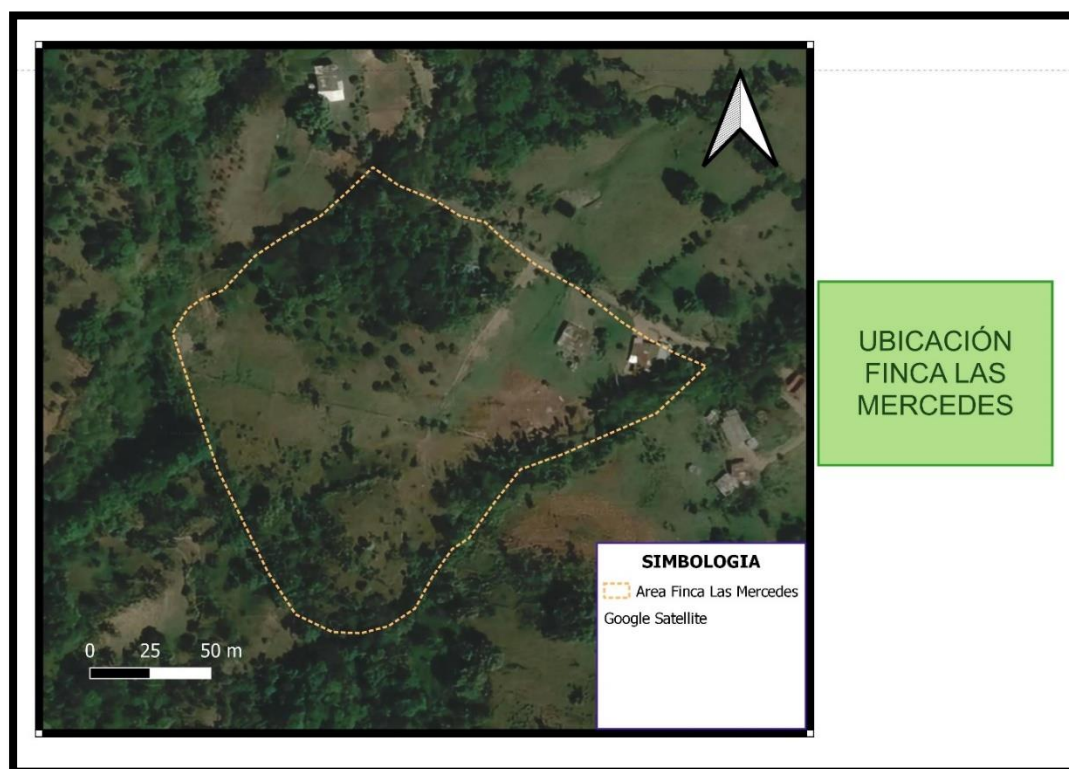 UBICACIÓN
FINCA LAS
MERCEDES
SIMBOLOGIA
Area Finca Las Mercedes
Google Satellite
0 25 50 m